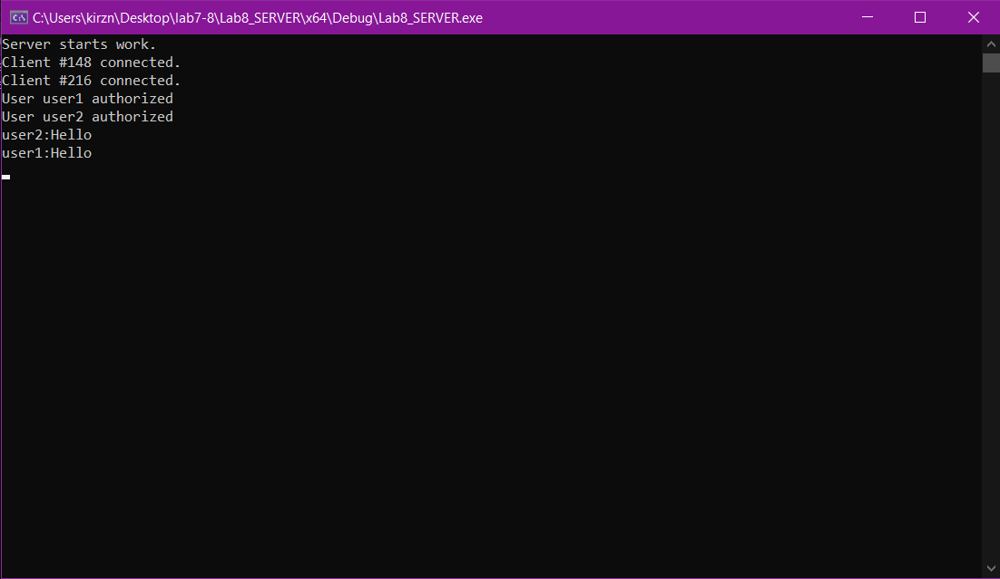 C:\Users\kirzn\Desktop\lab7-8\Lab8_SERVER\x64\Debug\Lab8_SERVER.exe
Server starts work.
Client #148 connected.
Client #216 connected.
User user1 authorized
User user2 authorized
user2:Hello
user1:Hello